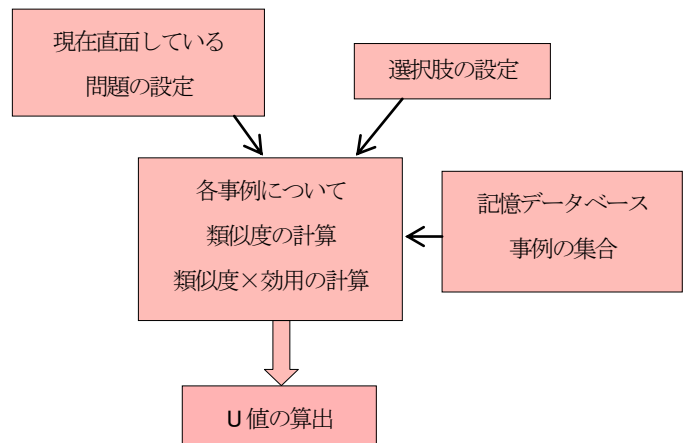 現在直面している
問題の設定
選択肢の設定
各事例について
類似度の計算
類似度×効用の計算
記憶データベース
事例の集合
U値の算出